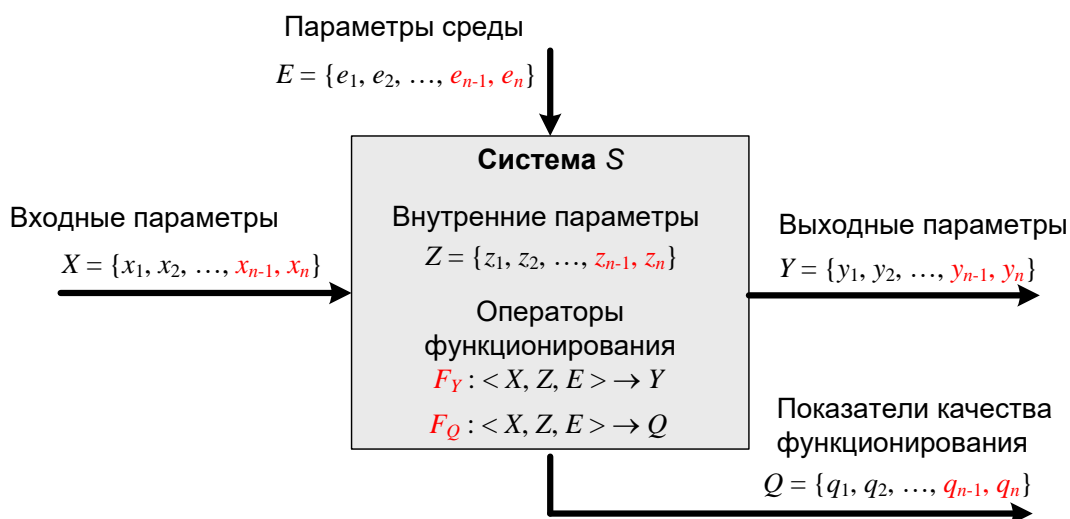 Параметры среды
E = {e₁, e₂, …, eₙ₋₁, eₙ}
Система S
Входные параметры
X = {x₁, x₂, …, xₙ₋₁, xₙ}
Внутренние параметры
Z = {z₁, z₂, …, zₙ₋₁, zₙ}
Операторы
функционирования
F_Y : < X, Z, E > → Y
F_Q : < X, Z, E > → Q
Выходные параметры
Y = {y₁, y₂, …, yₙ₋₁, yₙ}
Показатели качества
функционирования
Q = {q₁, q₂, …, qₙ₋₁, qₙ}